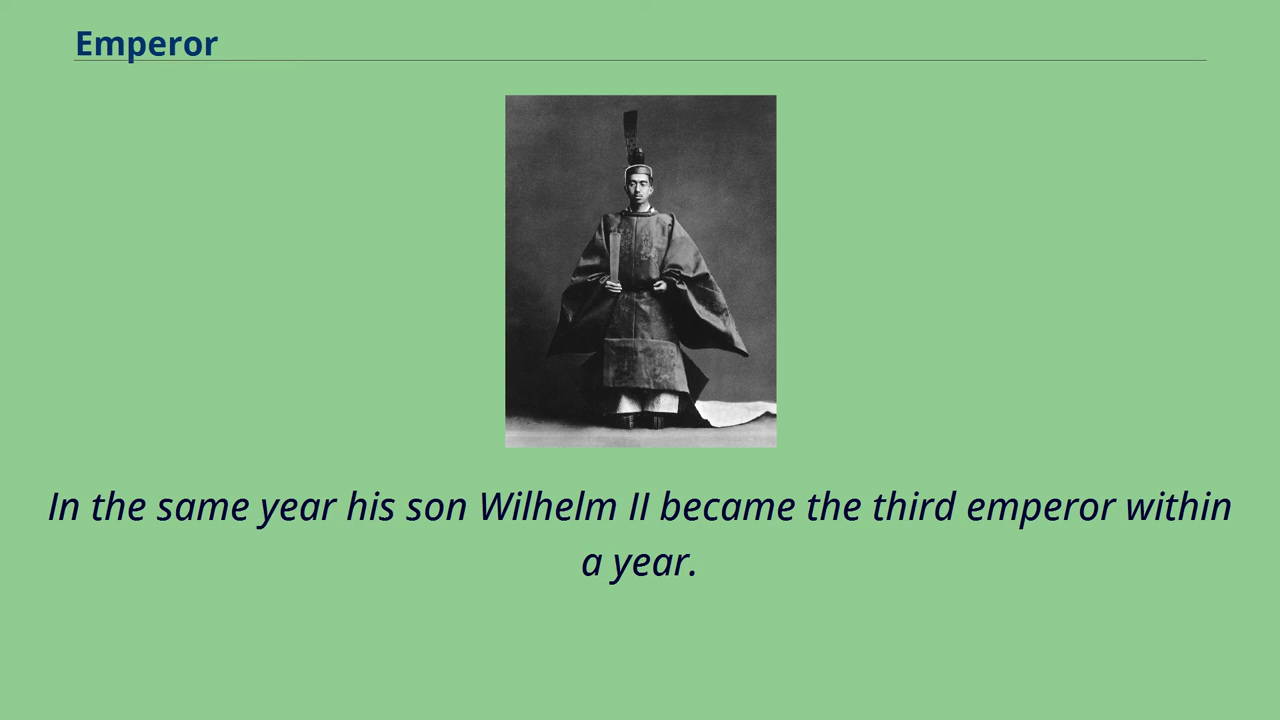 Emperor
In the same year his son Wilhelm II became the third emperor within
a year.